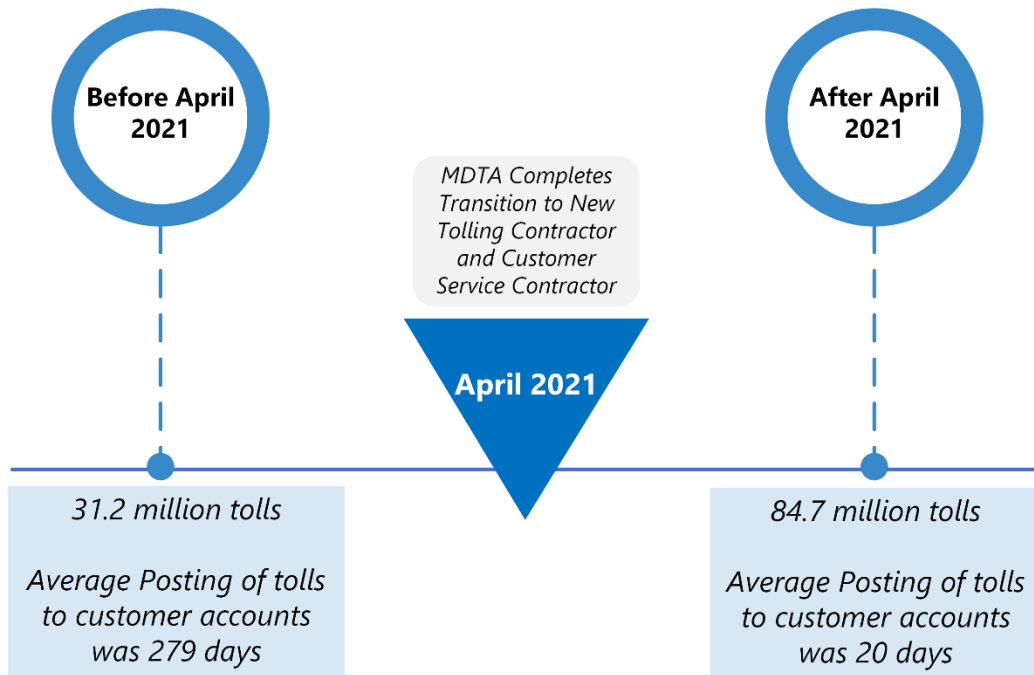 Before April
2021
After April
2021
MDTA Completes
Transition to New
Tolling Contractor
and Customer
Service Contractor
April 2021
31.2 million tolls
Average Posting of tolls
to customer accounts
was 279 days
84.7 million tolls
Average Posting of tolls
to customer accounts
was 20 days